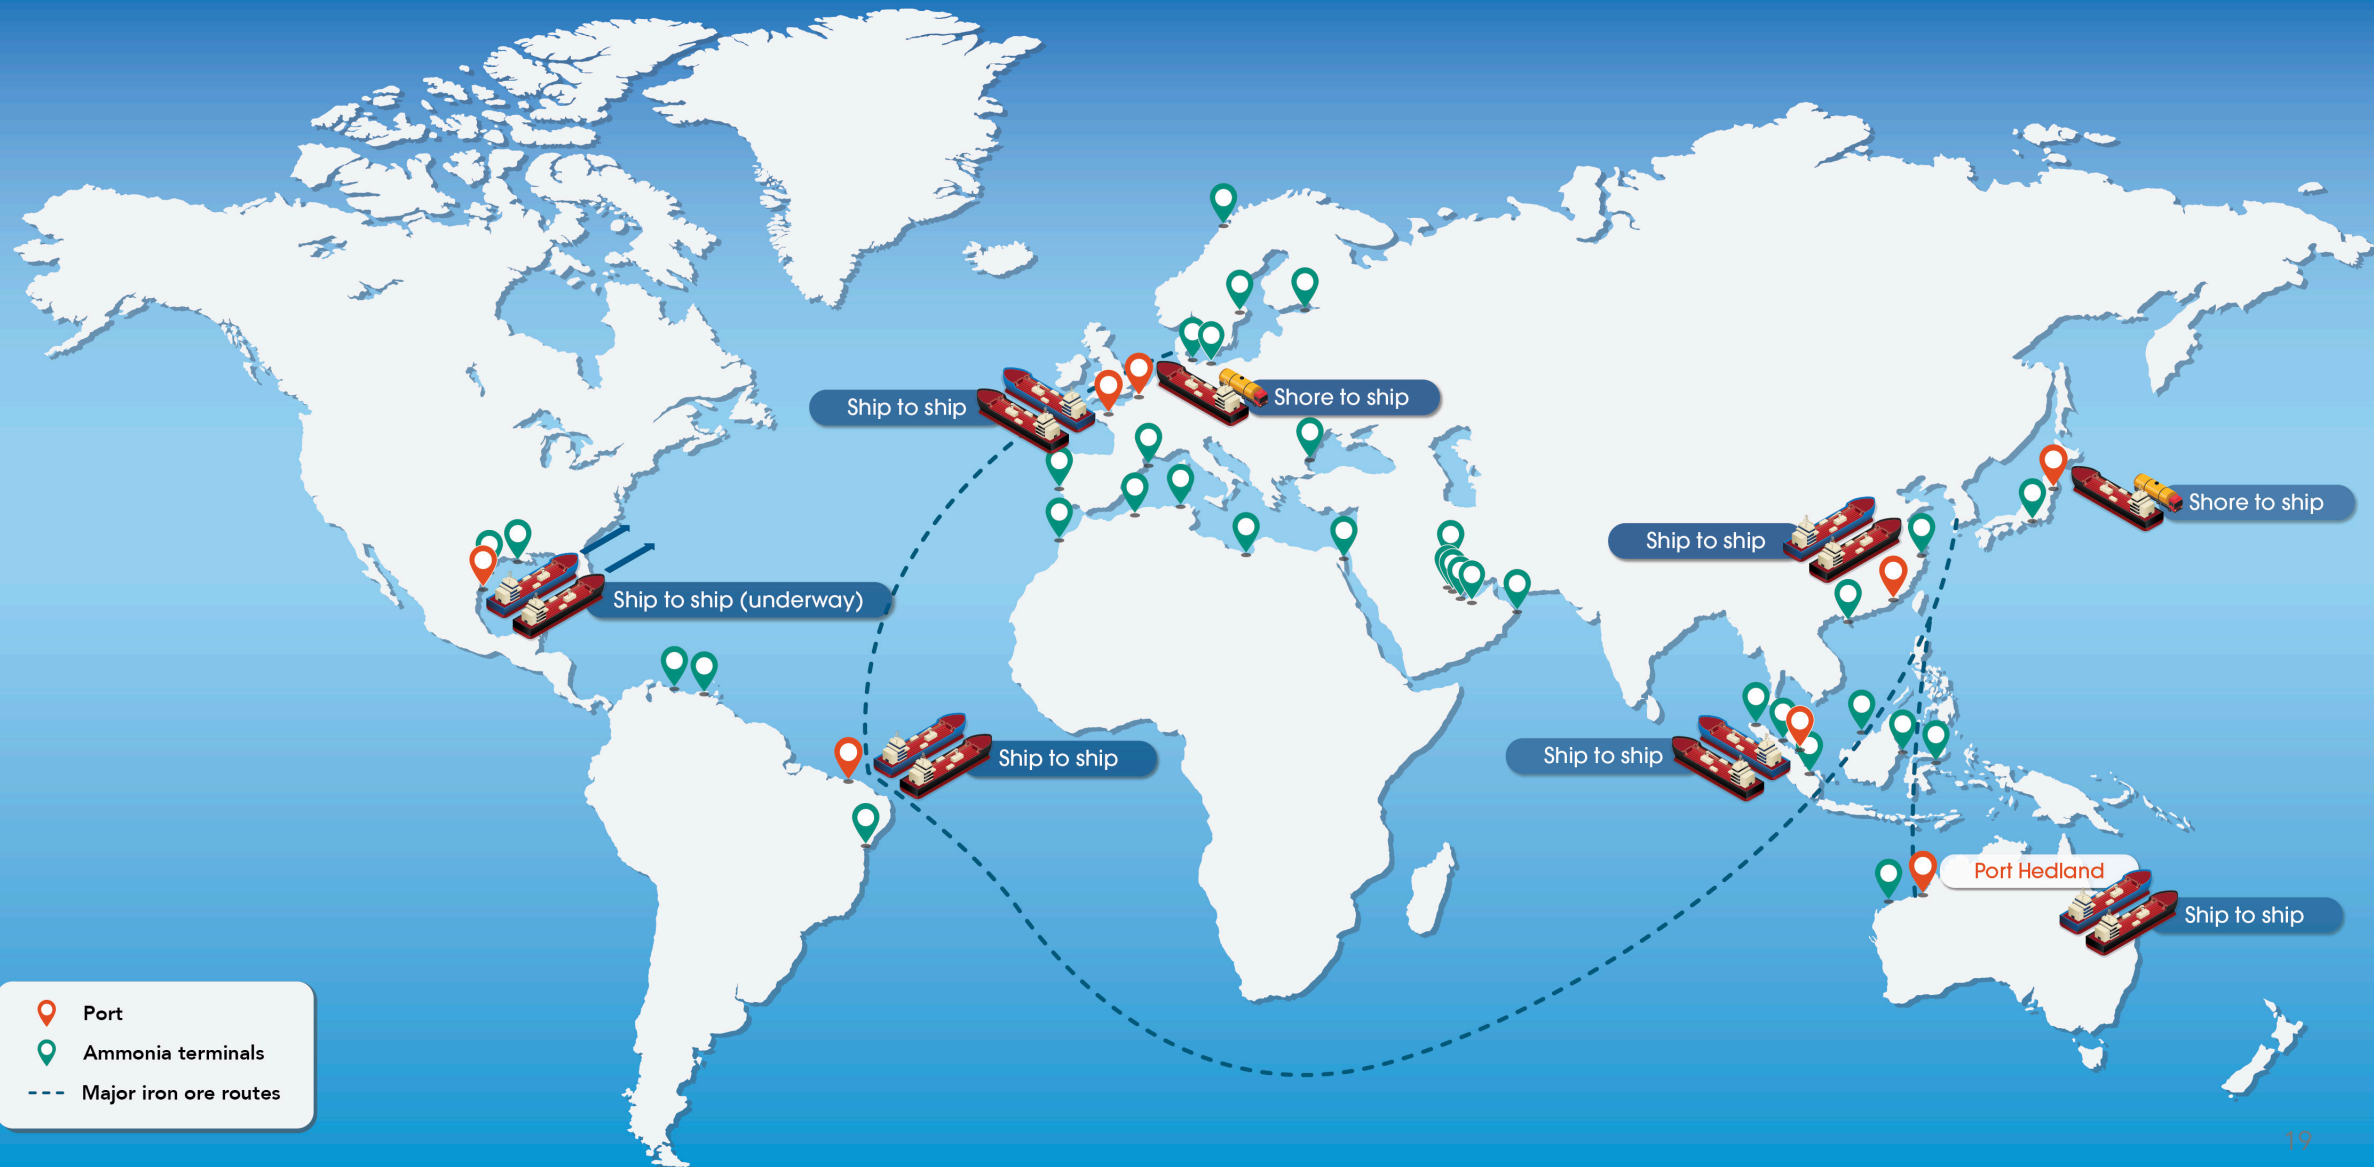 Ship to ship
Shore to ship
Shore to ship
Ship to ship
Ship to ship (underway)
Ship to ship
Ship to ship
Port Hedland
Ship to ship
Port
Ammonia terminals
Major iron ore routes
19